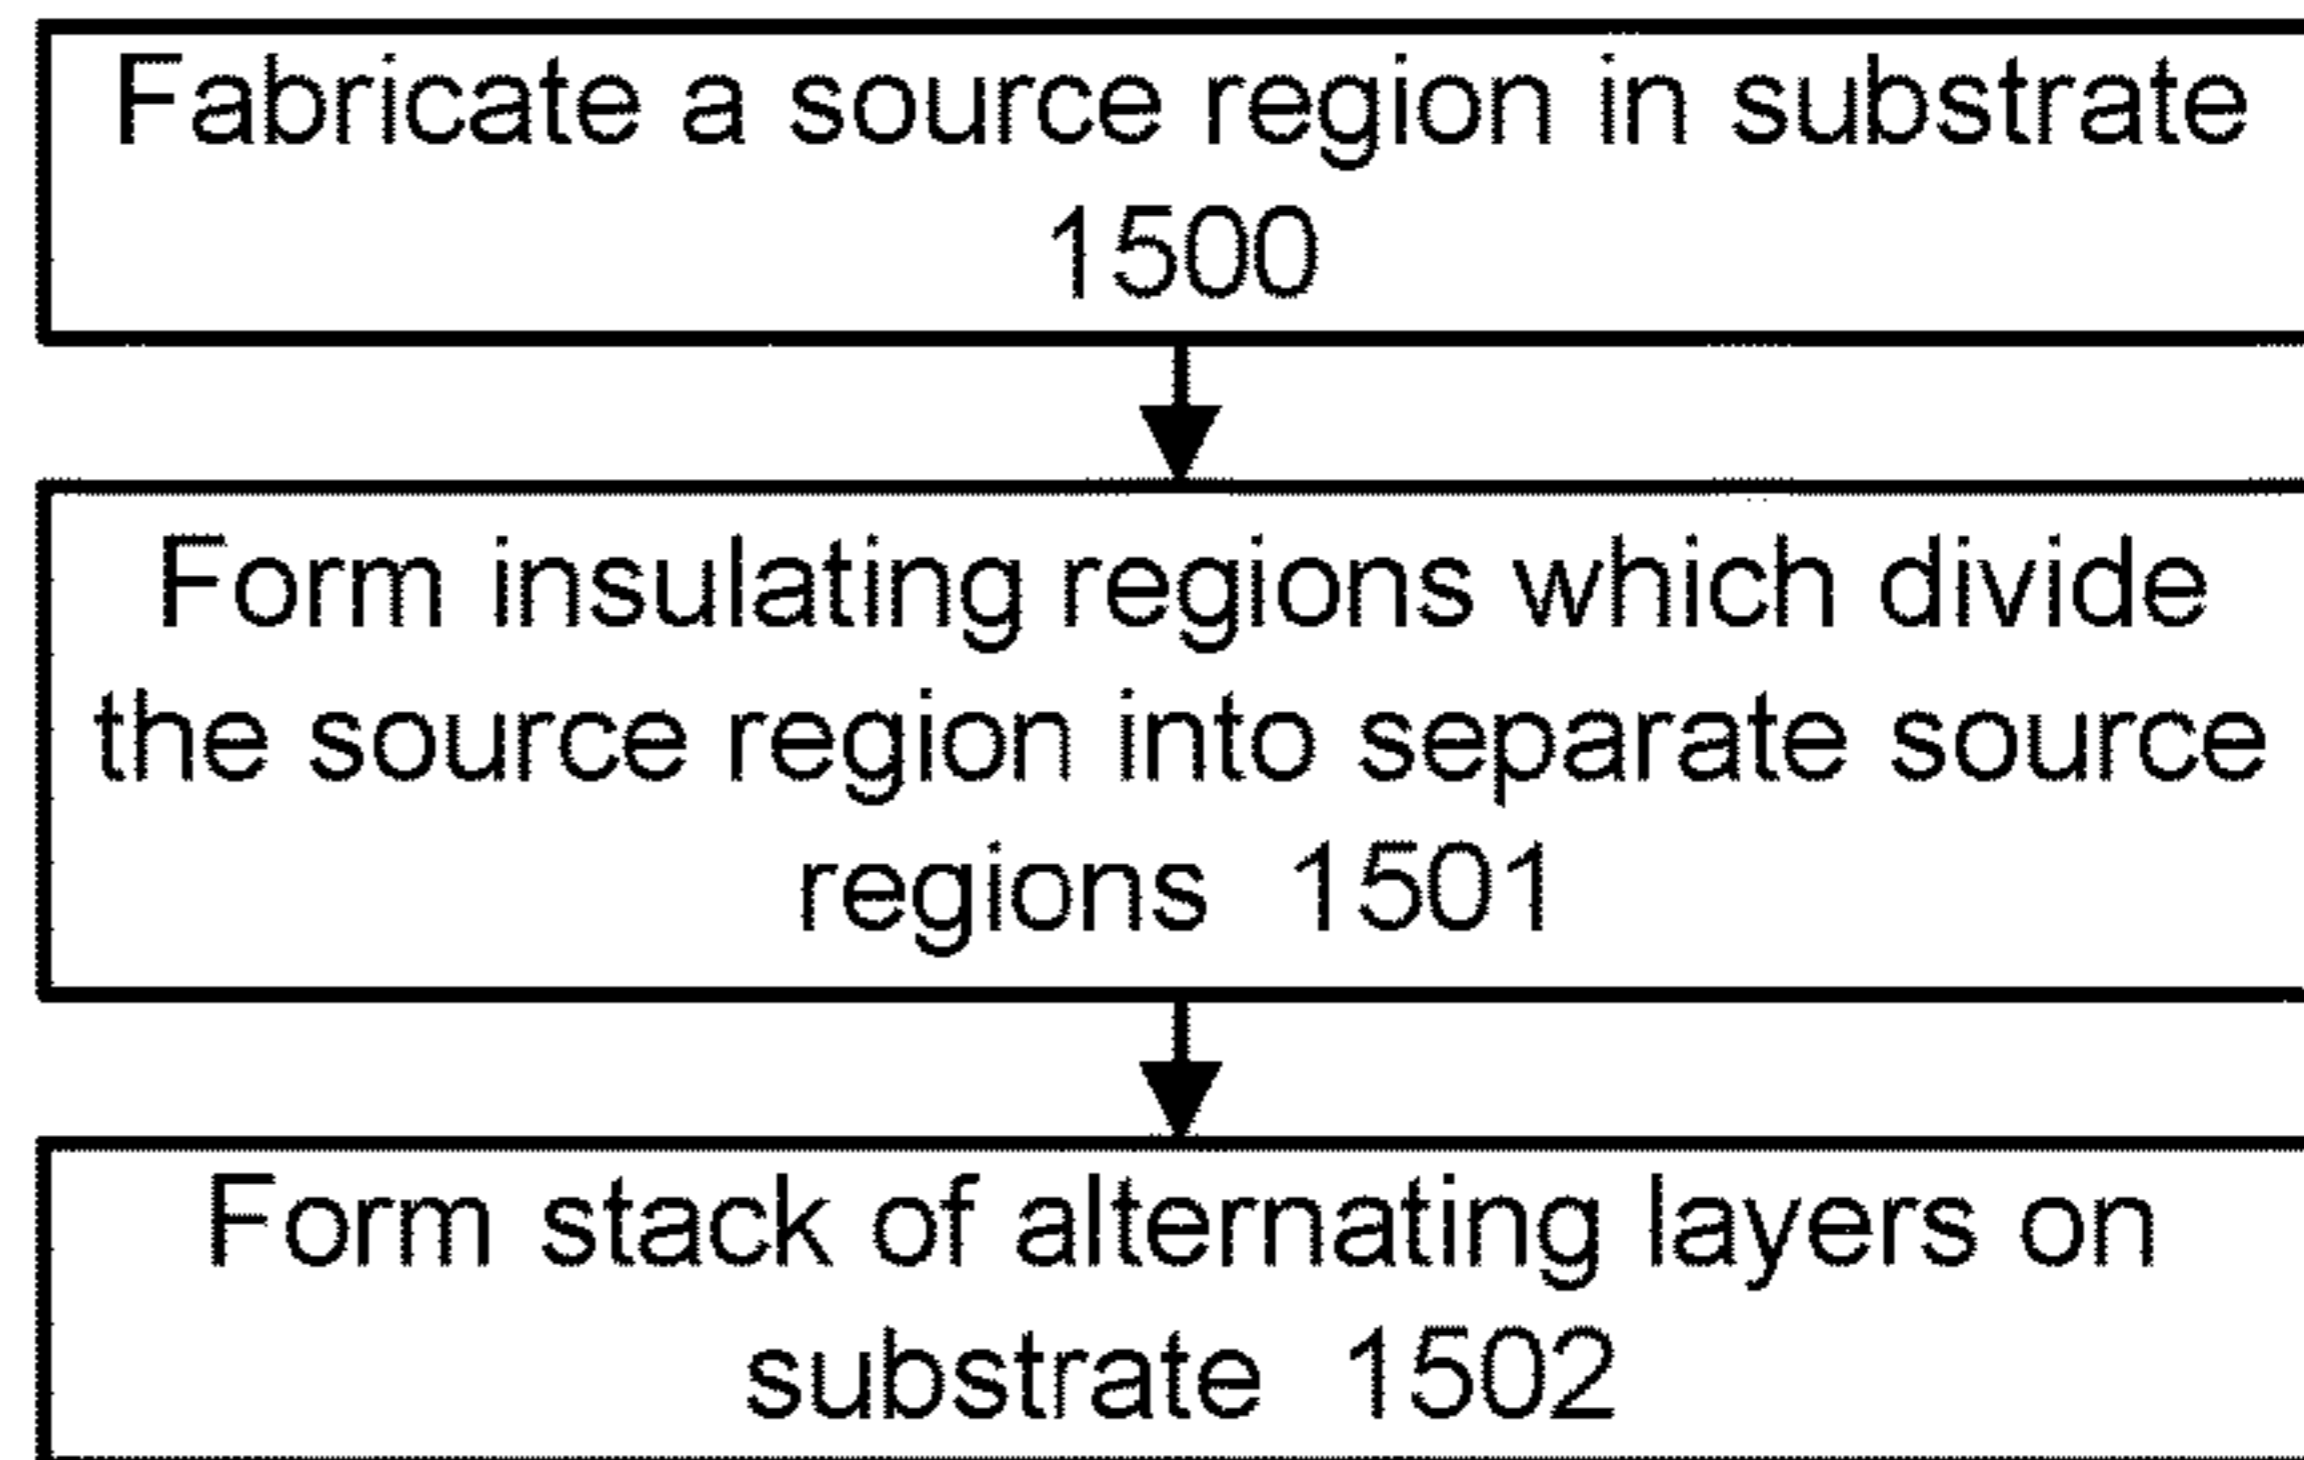 Fabricate a source region in substrate
1500
Form insulating regions which divide
the source region into separate source
regions 1501
Form stack of alternating layers on
substrate 1502